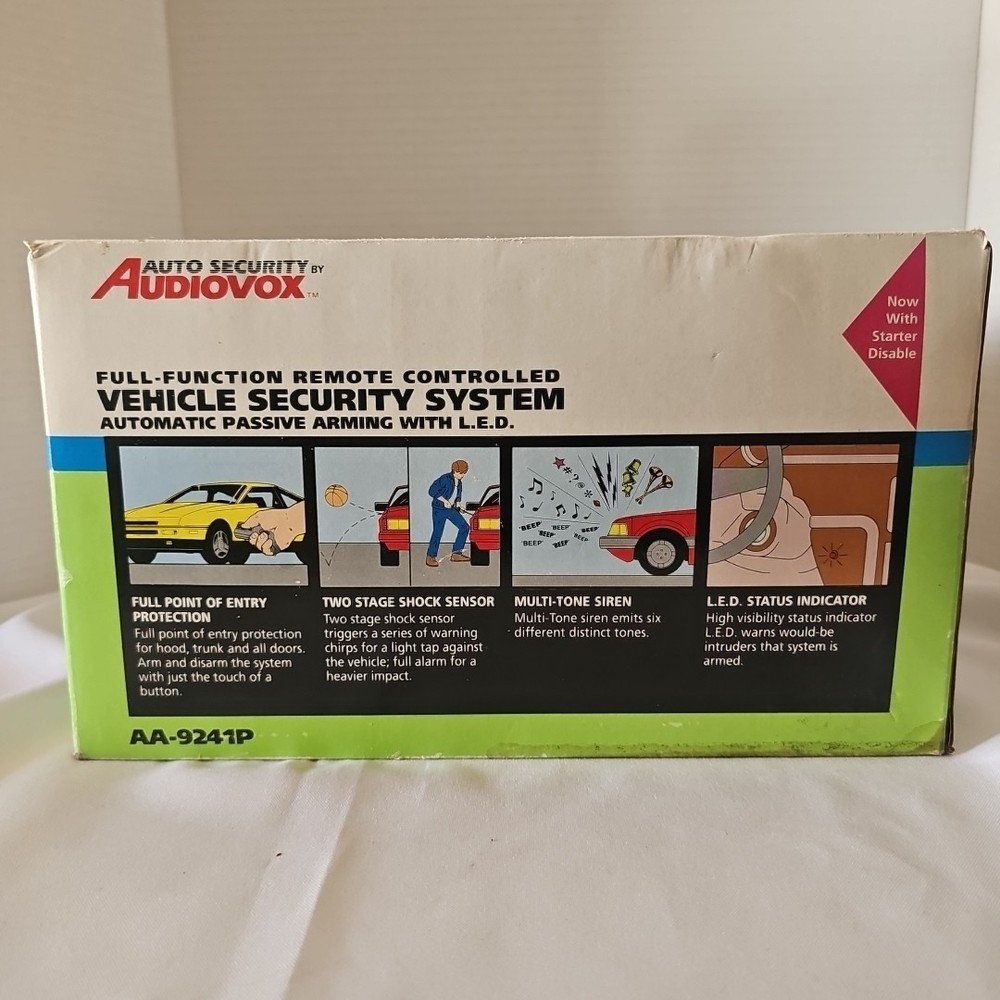 AUTO SECURITY BY
AUDIOVOX™
Now
With
Starter
Disable
FULL-FUNCTION REMOTE CONTROLLED
VEHICLE SECURITY SYSTEM
AUTOMATIC PASSIVE ARMING WITH L.E.D.
#?@*
"BEEP"
"BEEP"
"BEEP"
"BEEP"
"BEEP"
"BEEP"
FULL POINT OF ENTRY
PROTECTION
Full point of entry protection
for hood, trunk and all doors.
Arm and disarm the system
with just the touch of a
button.
TWO STAGE SHOCK SENSOR
Two stage shock sensor
triggers a series of warning
chirps for a light tap against
the vehicle; full alarm for a
heavier impact.
MULTI-TONE SIREN
Multi-Tone siren emits six
different distinct tones.
L.E.D. STATUS INDICATOR
High visibility status indicator
L.E.D. warns would-be
intruders that system is
armed.
AA-9241P